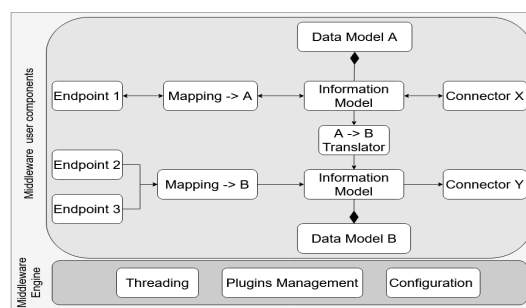 Data Model A
Endpoint 1
Mapping -> A
Information
Model
Connector X
A -> B
Translator
Endpoint 2
Endpoint 3
Mapping -> B
Information
Model
Connector Y
Data Model B
Middleware user components
Middleware
Engine
Threading
Plugins Management
Configuration